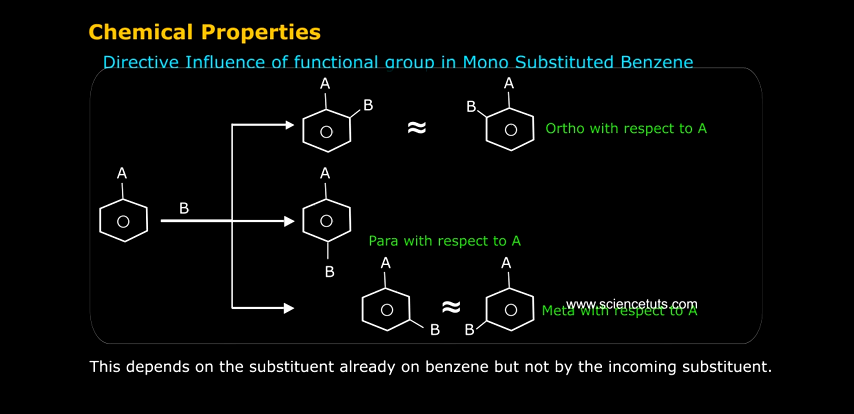 Chemical Properties
Directive Influence of functional group in Mono Substituted Benzene
A
B
≈
A
B
Ortho with respect to A
A
B
A
B
Para with respect to A
A
B
≈
A
B
www.sciencetuts.com
Meta with respect to A
This depends on the substituent already on benzene but not by the incoming substituent.